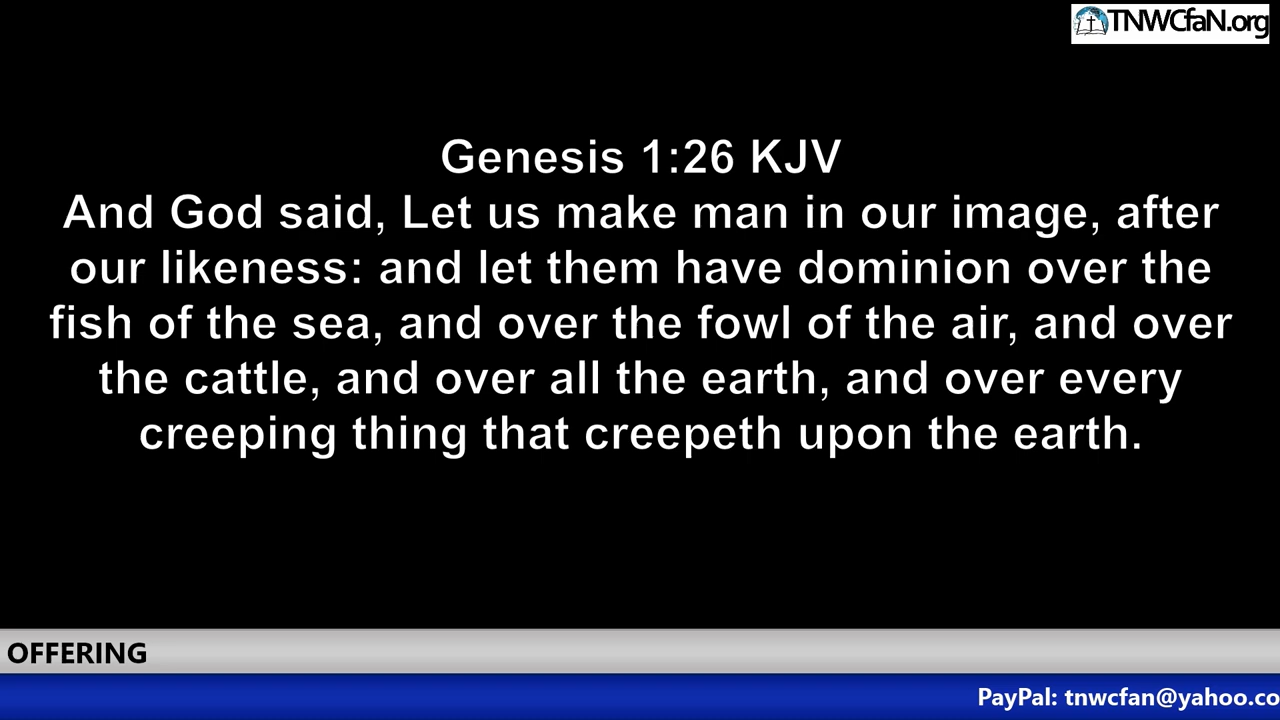 TNWCfaN.org
Genesis 1:26 KJV
And God said, Let us make man in our image, after
our likeness: and let them have dominion over the
fish of the sea, and over the fowl of the air, and over
the cattle, and over all the earth, and over every
creeping thing that creepeth upon the earth.
OFFERING
PayPal: tnwcfan@yahoo.co